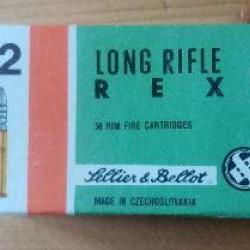 2
LONG RIFLE
REX
50 RIM FIRE CARTRIDGES
Sellier & Bellot
MADE IN CZECHOSLOVAKIA